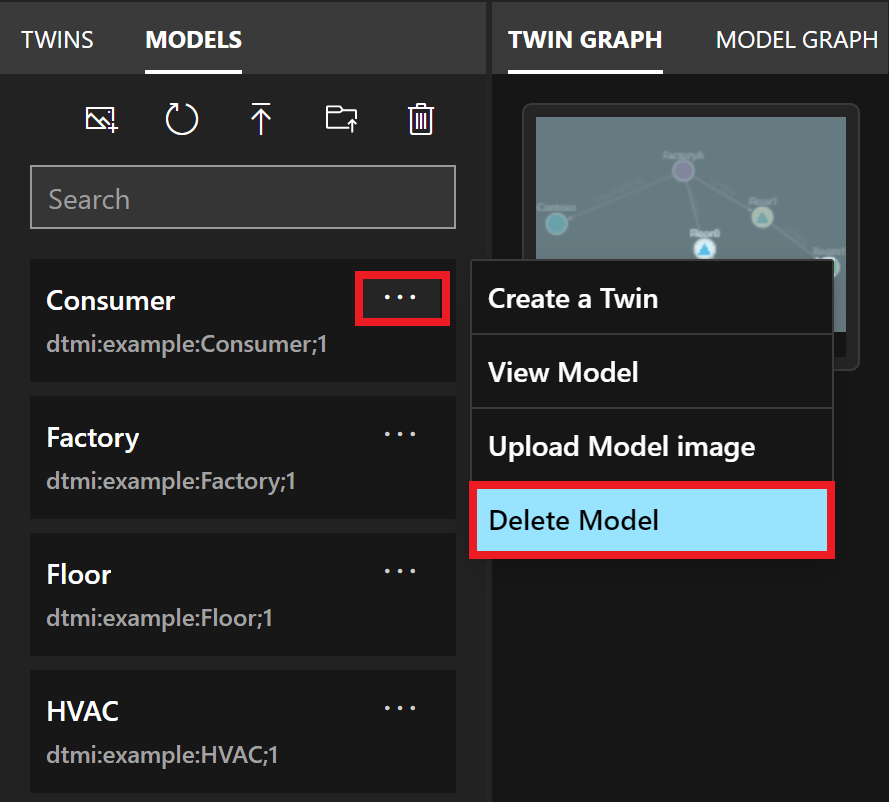 TWINS
MODELS
TWIN GRAPH
MODEL GRAPH
Search
FactoryA
Contoso
Floor1
Floor0
Consumer
dtmi:example:Consumer;1
Create a Twin
View Model
Upload Model image
Delete Model
Factory
dtmi:example:Factory;1
Floor
dtmi:example:Floor;1
HVAC
dtmi:example:HVAC;1